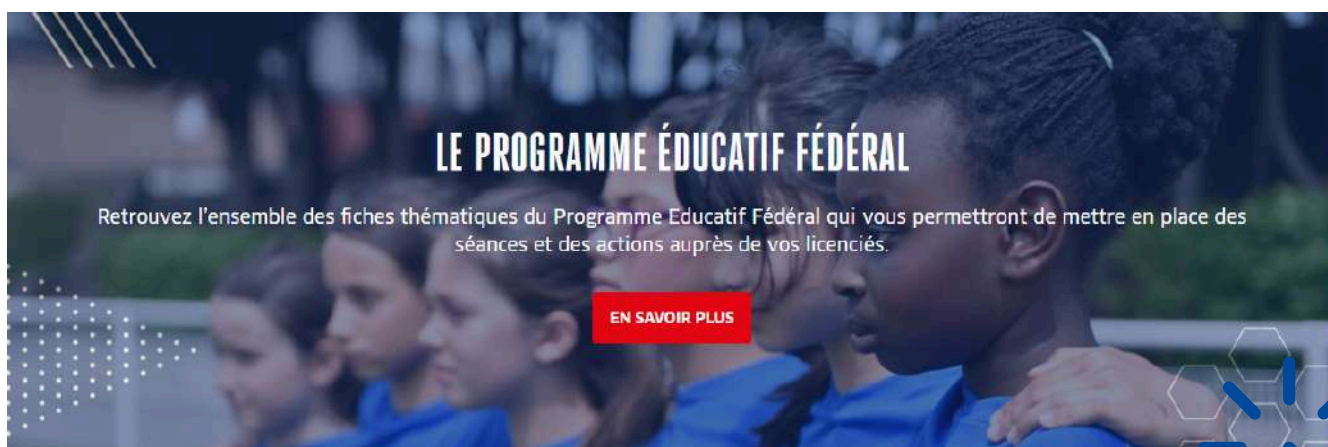 LE PROGRAMME ÉDUCATIF FÉDÉRAL
Retrouvez l'ensemble des fiches thématiques du Programme Educatif Fédéral qui vous permettront de mettre en place des
séances et des actions auprès de vos licenciés.
EN SAVOIR PLUS